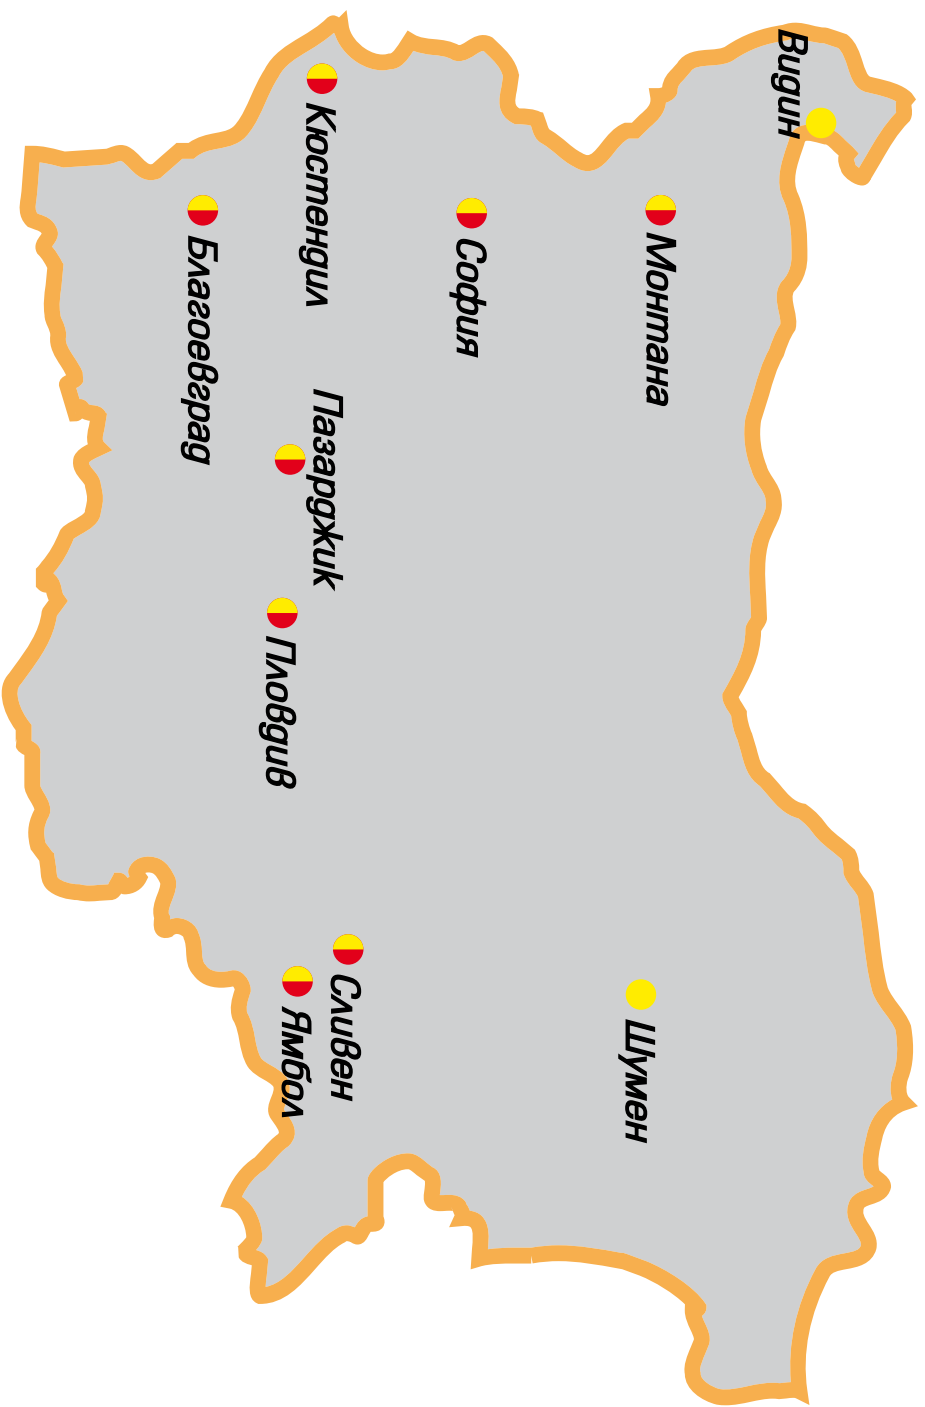 Видин
Монтана
София
Кюстендил
Благоевград
Пазарджик
Пловдив
Шумен
Сливен
Ямбол